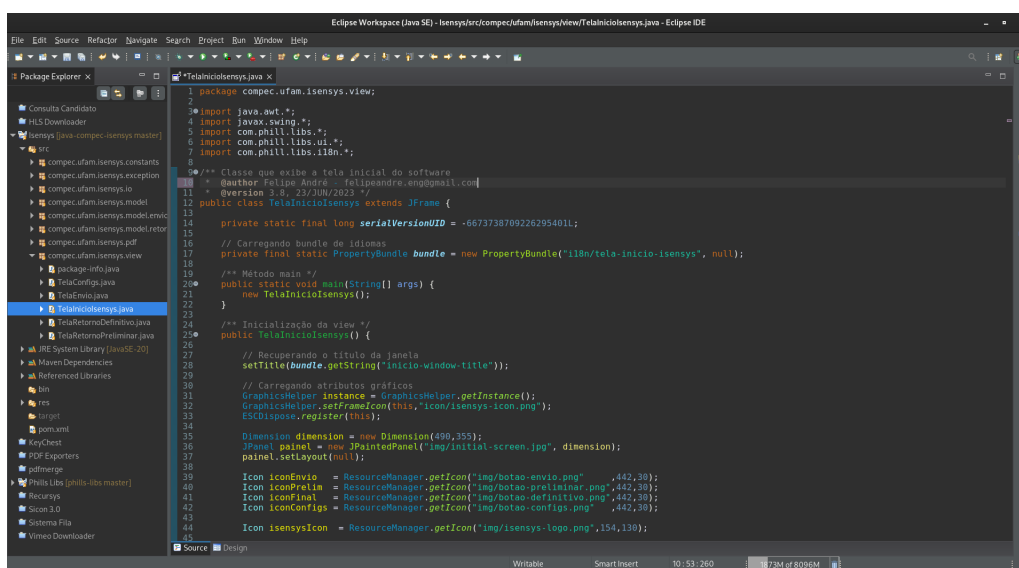 Eclipse Workspace (Java SE) - Isensys/src/compec/ufam/isensys/view/TelaInicioIsensys.java - Eclipse IDE
File Edit Source Refactor Navigate Search Project Run Window Help
Package Explorer
*TelaInicioIsensys.java
Consulta Candidato
HLS Downloader
Isensys [java-compec-isensys master]
src
compec.ufam.isensys.constants
compec.ufam.isensys.exception
compec.ufam.isensys.io
compec.ufam.isensys.model
compec.ufam.isensys.model.envio
compec.ufam.isensys.model.retor
compec.ufam.isensys.pdf
compec.ufam.isensys.view
package-info.java
TelaConfigs.java
TelaEnvio.java
TelaInicioIsensys.java
TelaRetornoDefinitivo.java
TelaRetornoPreliminar.java
JRE System Library [JavaSE-20]
Maven Dependencies
Referenced Libraries
bin
res
target
pom.xml
KeyChest
PDF Exporters
pdfmerge
Phills Libs [phills-libs master]
Recursys
Sicon 3.0
Sistema Fila
Vimeo Downloader
1 package compec.ufam.isensys.view;
2
3 import java.awt.*;
4 import javax.swing.*;
5 import com.phill.libs.*;
6 import com.phill.libs.ui.*;
7 import com.phill.libs.i18n.*;
8
9 /** Classe que exibe a tela inicial do software
10 * @author Felipe André - felipeandre.eng@gmail.com
11 * @version 3.8, 23/JUN/2023 */
12 public class TelaInicioIsensys extends JFrame {
13
14 private static final long serialVersionUID = -6673738709226295401L;
15
16 // Carregando bundle de idiomas
17 private final static PropertyBundle bundle = new PropertyBundle("i18n/tela-inicio-isensys", null);
18
19 /** Método main */
20 public static void main(String[] args) {
21 new TelaInicioIsensys();
22 }
23
24 /** Inicialização da view */
25 public TelaInicioIsensys() {
26
27 // Recuperando o título da janela
28 setTitle(bundle.getString("inicio-window-title"));
29
30 // Carregando atributos gráficos
31 GraphicsHelper instance = GraphicsHelper.getInstance();
32 GraphicsHelper.setFrameIcon(this,"icon/isensys-icon.png");
33 ESCDispose.register(this);
34
35 Dimension dimension = new Dimension(490,355);
36 JPanel painel = new JPaintedPanel("img/initial-screen.jpg", dimension);
37 painel.setLayout(null);
38
39 Icon iconEnvio = ResourceManager.getIcon("img/botao-envio.png" ,442,30);
40 Icon iconPrelim = ResourceManager.getIcon("img/botao-preliminar.png",442,30);
41 Icon iconFinal = ResourceManager.getIcon("img/botao-definitivo.png",442,30);
42 Icon iconConfigs = ResourceManager.getIcon("img/botao-configs.png" ,442,30);
43
44 Icon isensysIcon = ResourceManager.getIcon("img/isensys-logo.png",154,130);
45
Source Design
Writable Smart Insert 10 : 53 : 260 1873M of 8096M